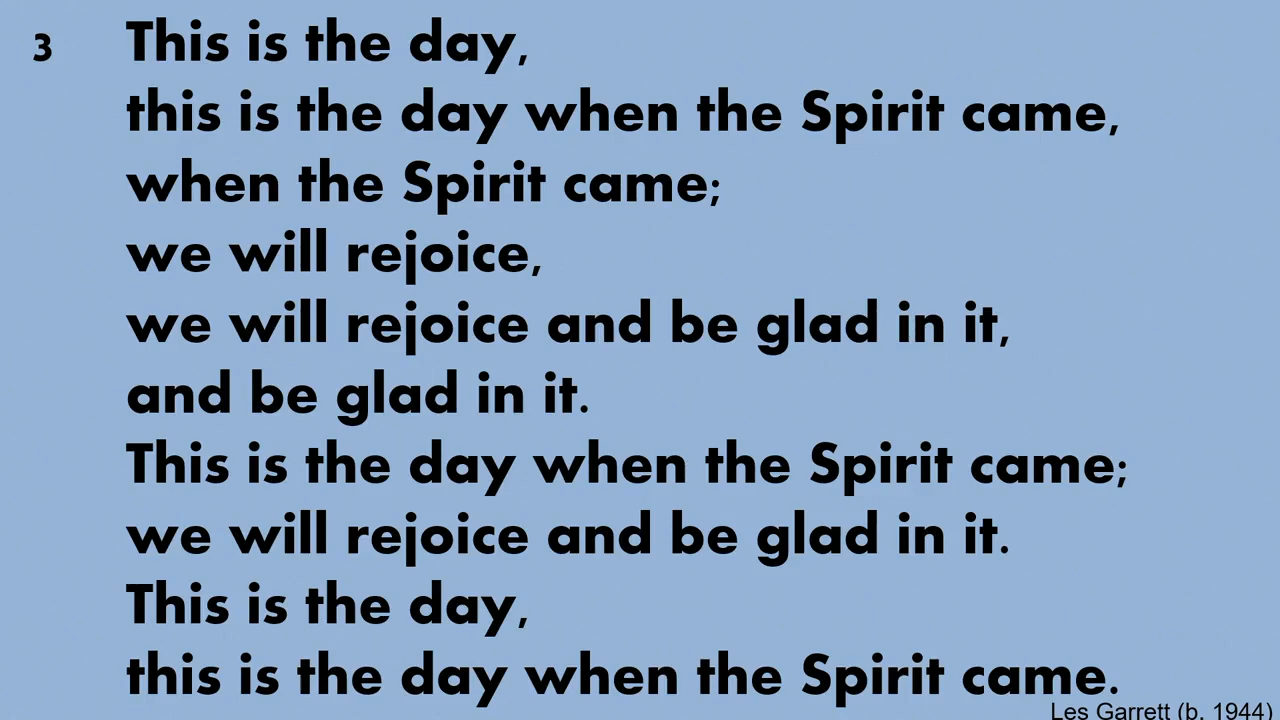 3 This is the day,
this is the day when the Spirit came,
when the Spirit came;
we will rejoice,
we will rejoice and be glad in it,
and be glad in it.
This is the day when the Spirit came;
we will rejoice and be glad in it.
This is the day,
this is the day when the Spirit came.
Les Garrett (b. 1944)